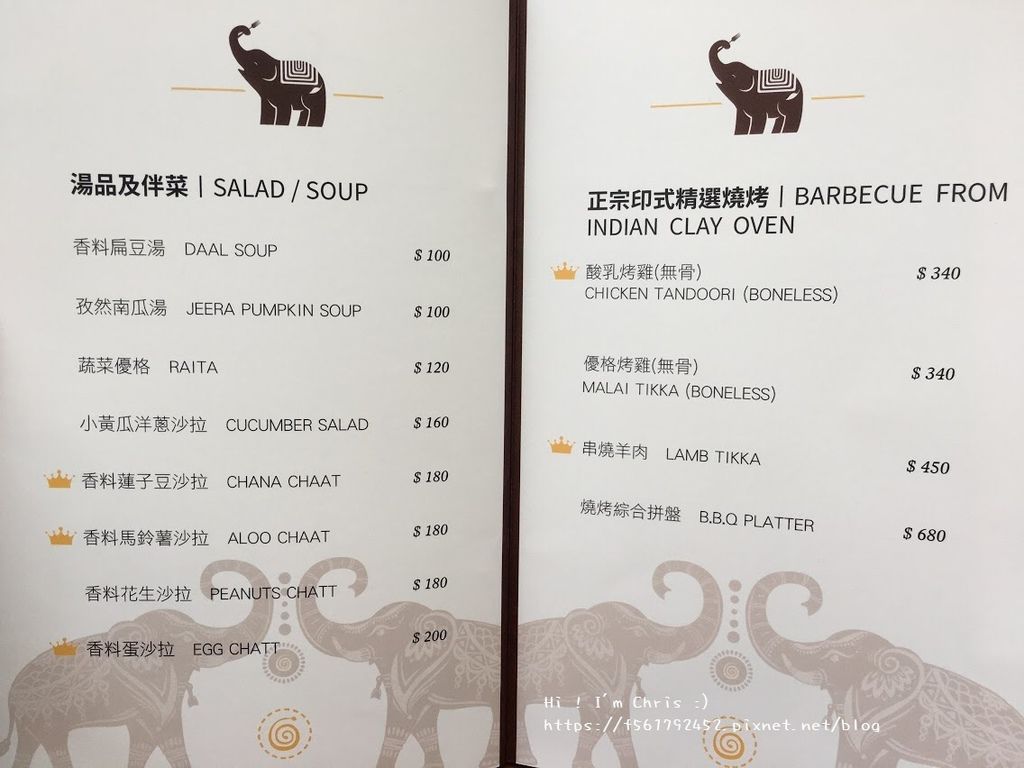 湯品及伴菜 | SALAD / SOUP
香料扁豆湯 DAAL SOUP $ 100
孜然南瓜湯 JEERA PUMPKIN SOUP $ 100
蔬菜優格 RAITA $ 120
小黃瓜洋蔥沙拉 CUCUMBER SALAD $ 160
香料蓮子豆沙拉 CHANA CHAAT $ 180
香料馬鈴薯沙拉 ALOO CHAAT $ 180
香料花生沙拉 PEANUTS CHATT $ 180
香料蛋沙拉 EGG CHATT $ 200
正宗印式精選燒烤 | BARBECUE FROM
INDIAN CLAY OVEN
酸乳烤雞(無骨) $ 340
CHICKEN TANDOORI (BONELESS)
優格烤雞(無骨) $ 340
MALAI TIKKA (BONELESS)
串燒羊肉 LAMB TIKKA $ 450
燒烤綜合拼盤 B.B.Q PLATTER $ 680
Hi ! I'm Chris :)
https://f567792452.pixnet.net/blog